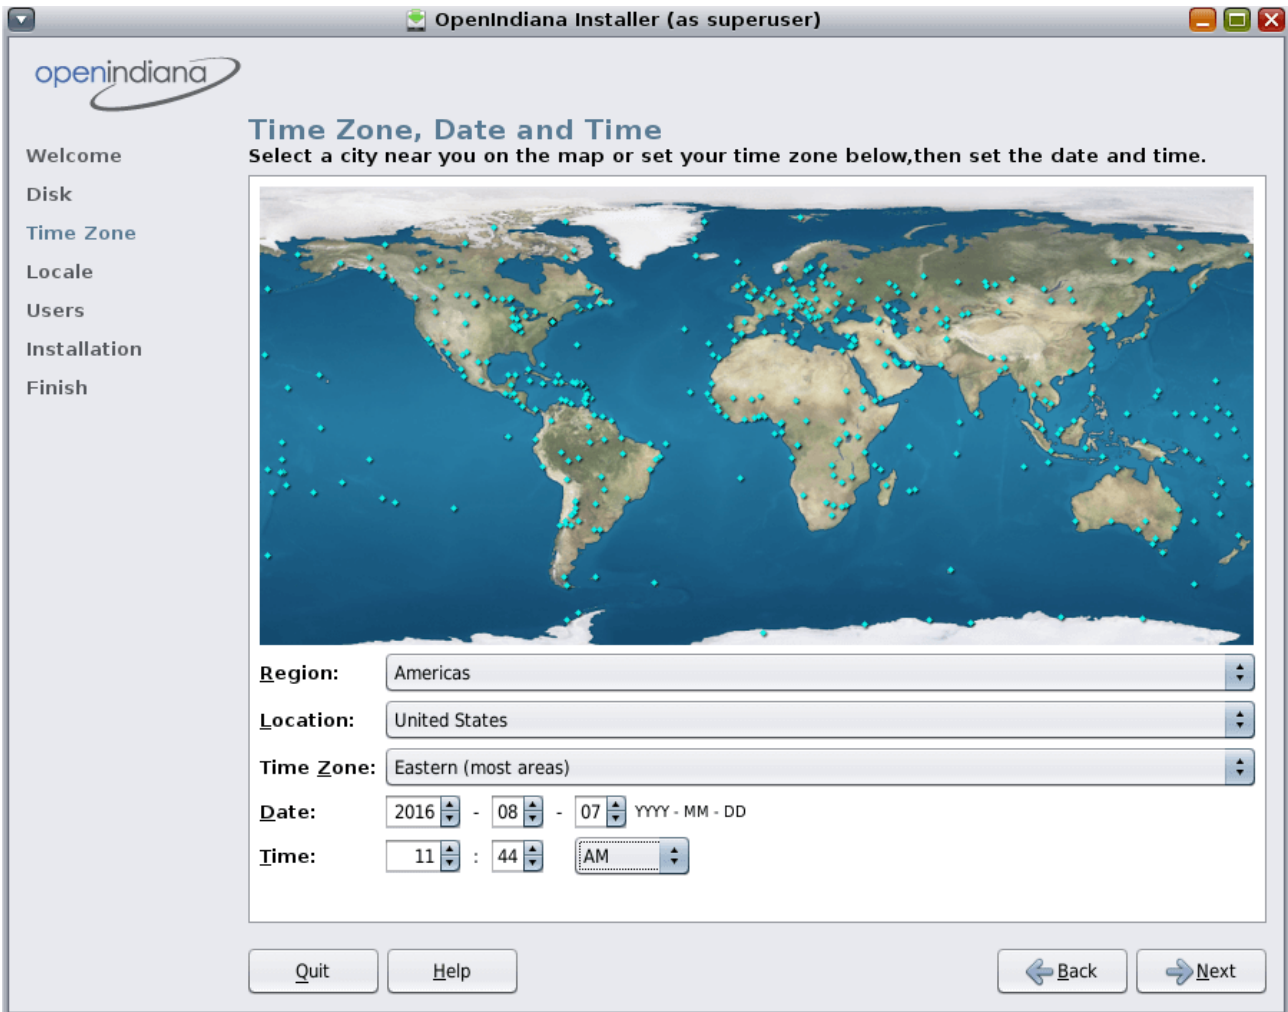 OpenIndiana Installer (as superuser)
openindiana
Time Zone, Date and Time
Select a city near you on the map or set your time zone below,then set the date and time.
Welcome
Disk
Time Zone
Locale
Users
Installation
Finish
Region: Americas
Location: United States
Time Zone: Eastern (most areas)
Date: 2016 - 08 - 07 YYYY - MM - DD
Time: 11 : 44 AM
Quit Help Back Next